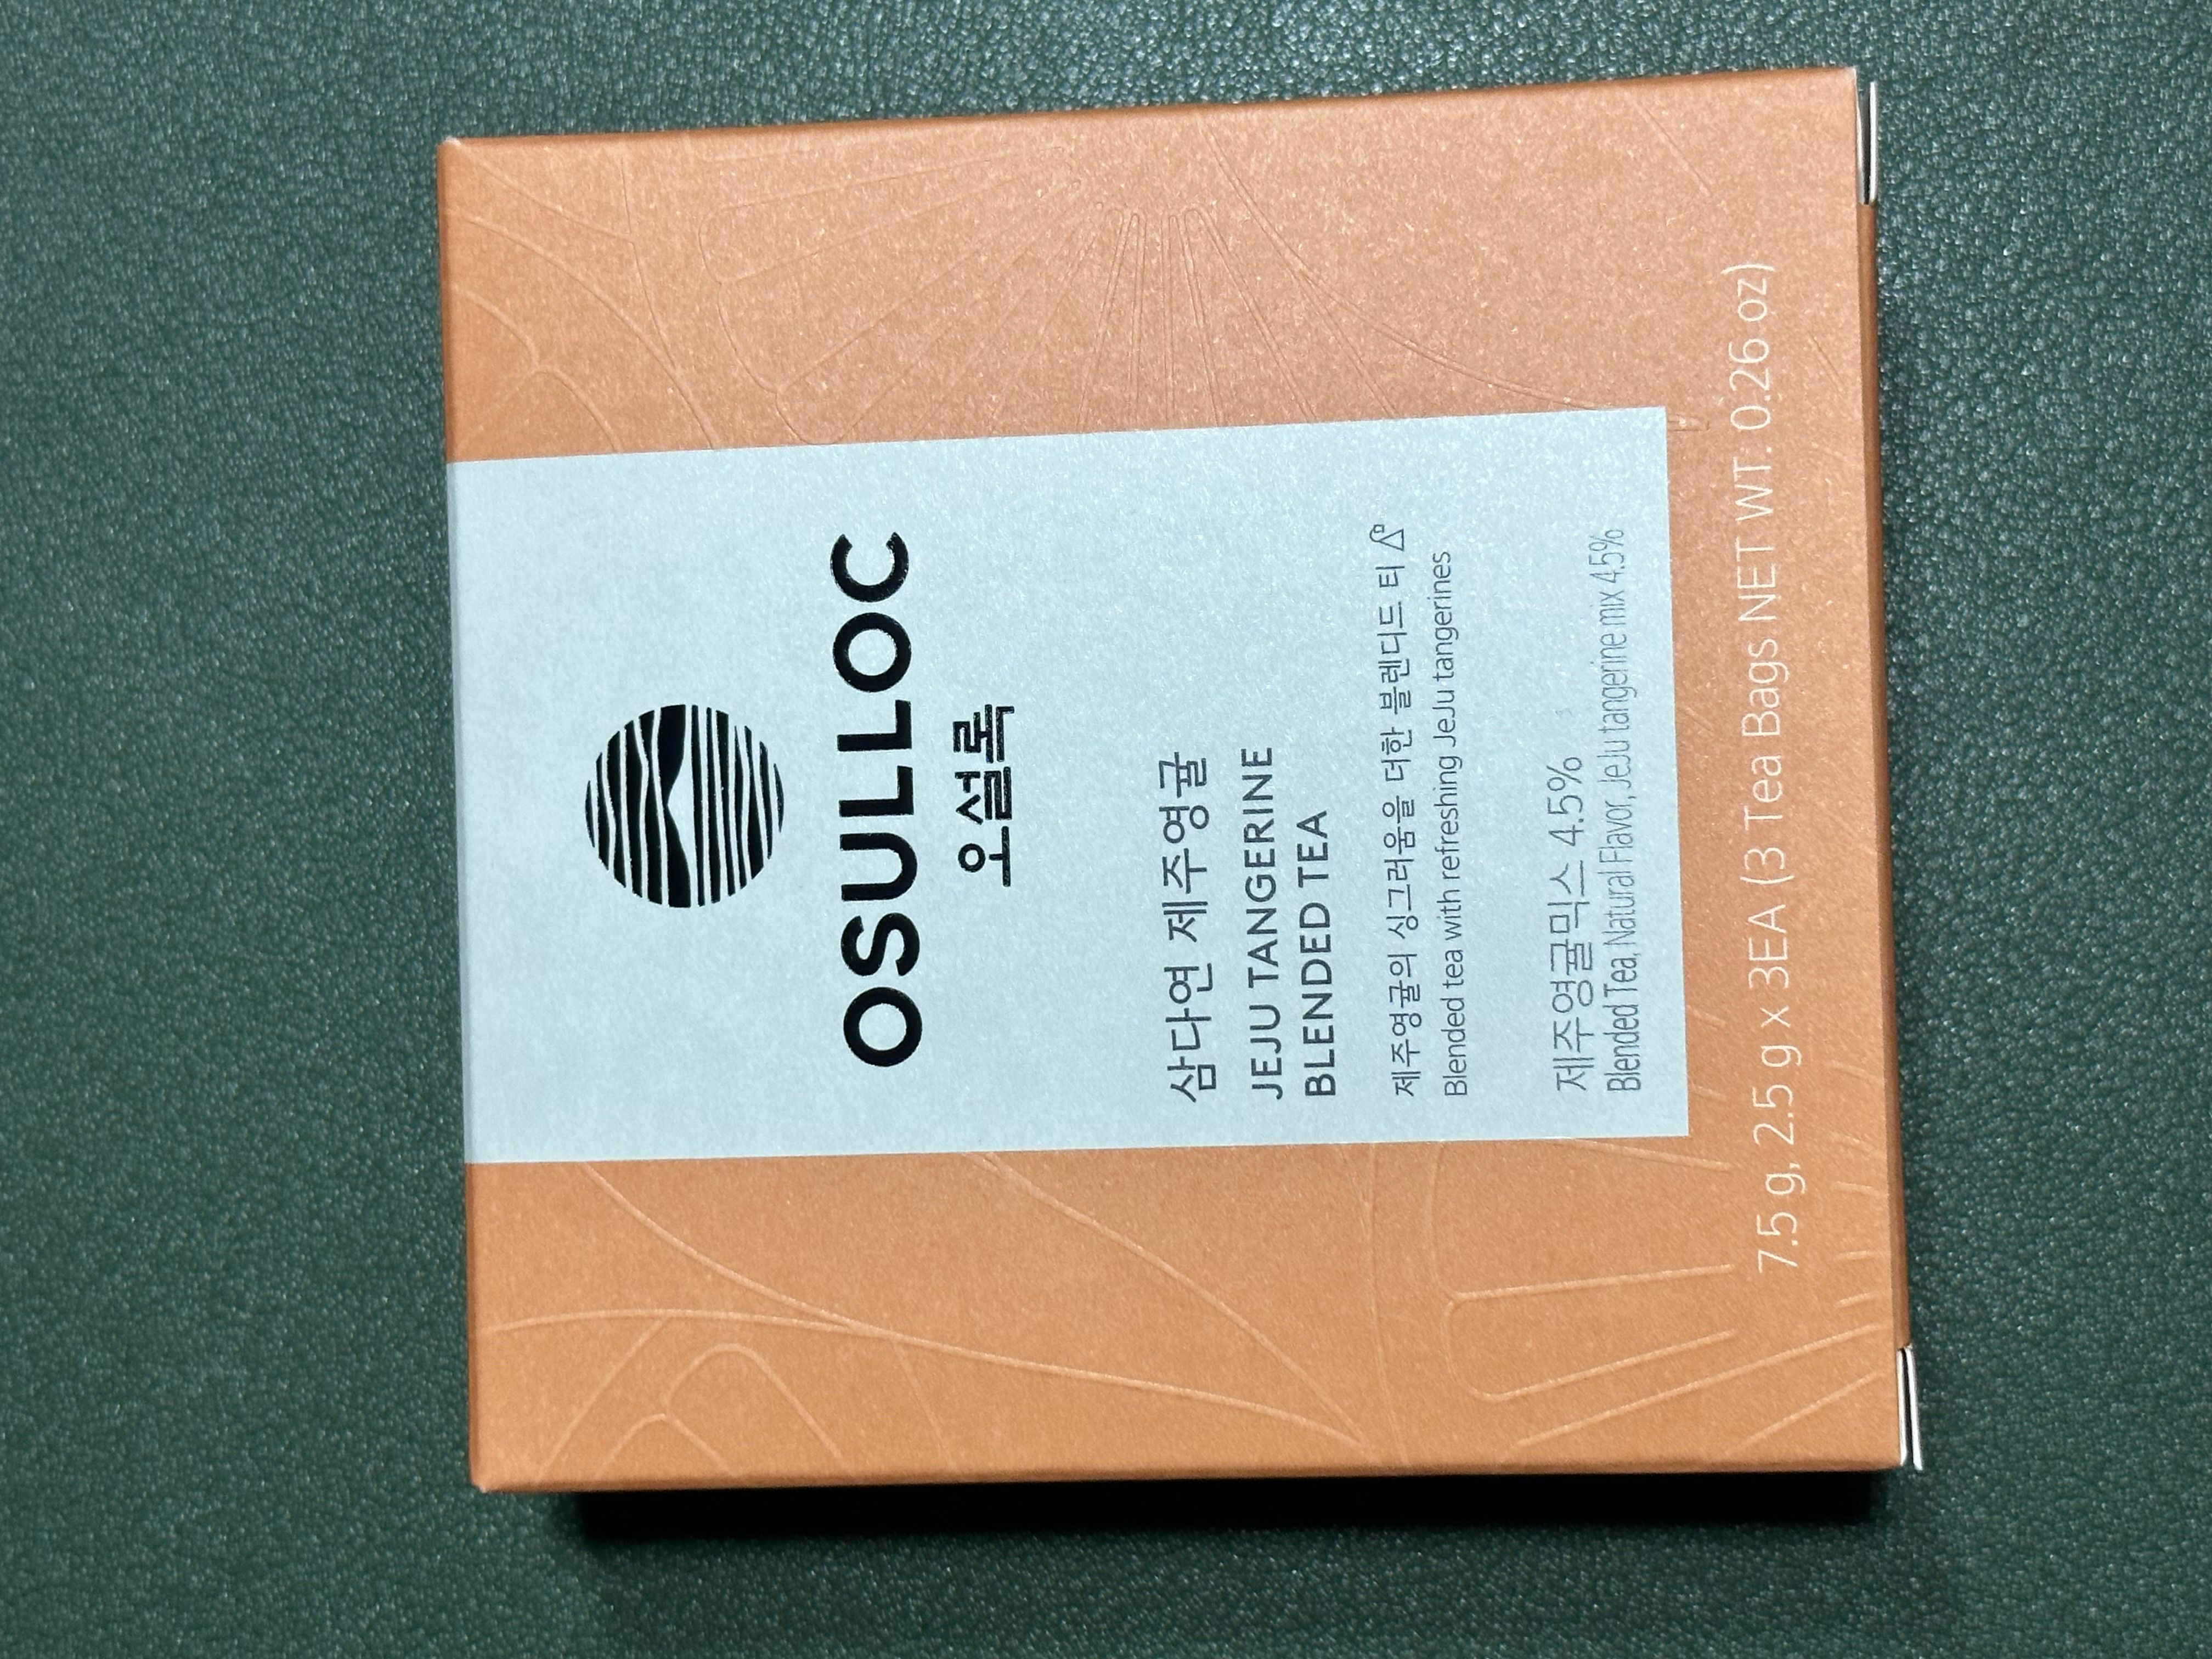 OSULLOC
오설록
삼다연 제주영귤
JEJU TANGERINE
BLENDED TEA
제주영귤의 싱그러움을 더한 블렌디드 티
Blended tea with refreshing JeJu tangerines
제주영귤믹스 4.5%
Blended Tea, Natural Flavor, JeJu tangerine mix 4.5%
7.5 g, 2.5 g x 3EA (3 Tea Bags NET WT. 0.26 oz)